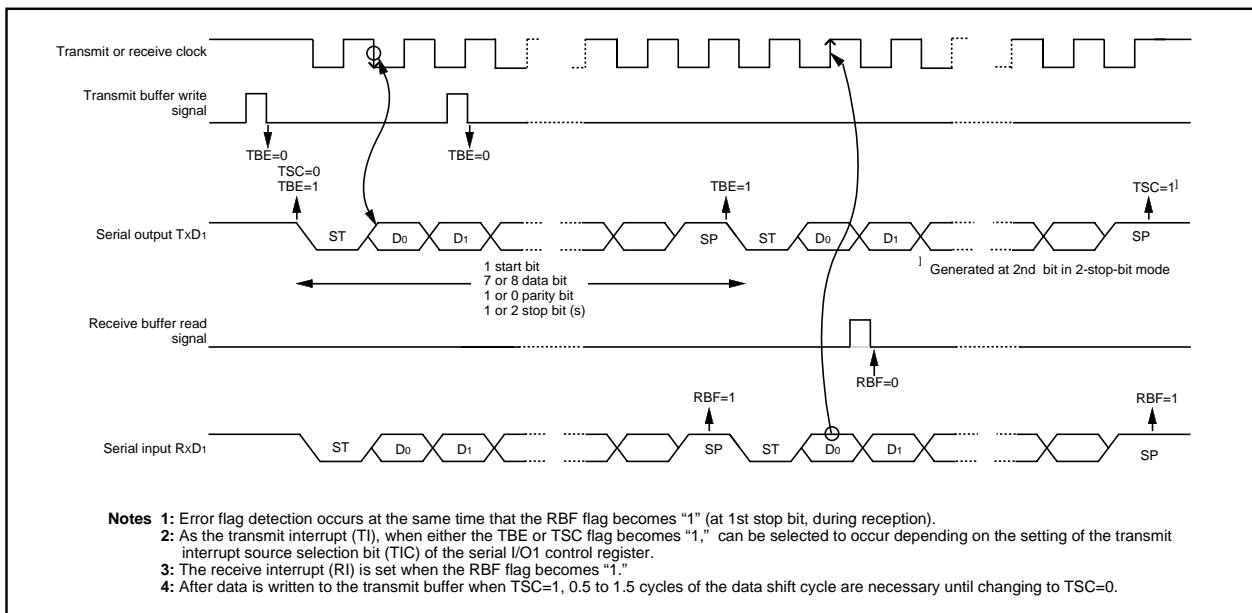 Transmit or receive clock
Transmit buffer write
signal
TBE=0
TBE=0
TSC=0
TBE=1
TBE=1
TSC=1]
Serial output TxD1
ST
D0
D1
SP
ST
D0
D1
SP
1 start bit
7 or 8 data bit
1 or 0 parity bit
1 or 2 stop bit (s)
] Generated at 2nd bit in 2-stop-bit mode
Receive buffer read
signal
RBF=0
RBF=1
RBF=1
Serial input RxD1
ST
D0
D1
SP
ST
D0
D1
SP
Notes 1: Error flag detection occurs at the same time that the RBF flag becomes “1” (at 1st stop bit, during reception).
2: As the transmit interrupt (TI), when either the TBE or TSC flag becomes “1,” can be selected to occur depending on the setting of the transmit
interrupt source selection bit (TIC) of the serial I/O1 control register.
3: The receive interrupt (RI) is set when the RBF flag becomes “1.”
4: After data is written to the transmit buffer when TSC=1, 0.5 to 1.5 cycles of the data shift cycle are necessary until changing to TSC=0.